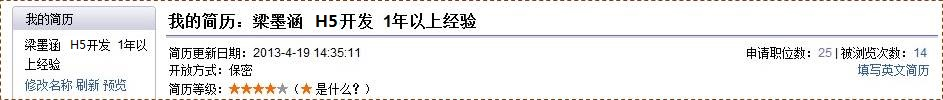 我的简历
梁墨涵 H5开发 1年以
上经验
修改名称 刷新 预览
我的简历：梁墨涵 H5开发 1年以上经验
简历更新日期：2013-4-19 14:35:11
申请职位数：25 | 被浏览次数：14
开放方式：保密
填写英文简历
简历等级：★★★★★（★是什么？）